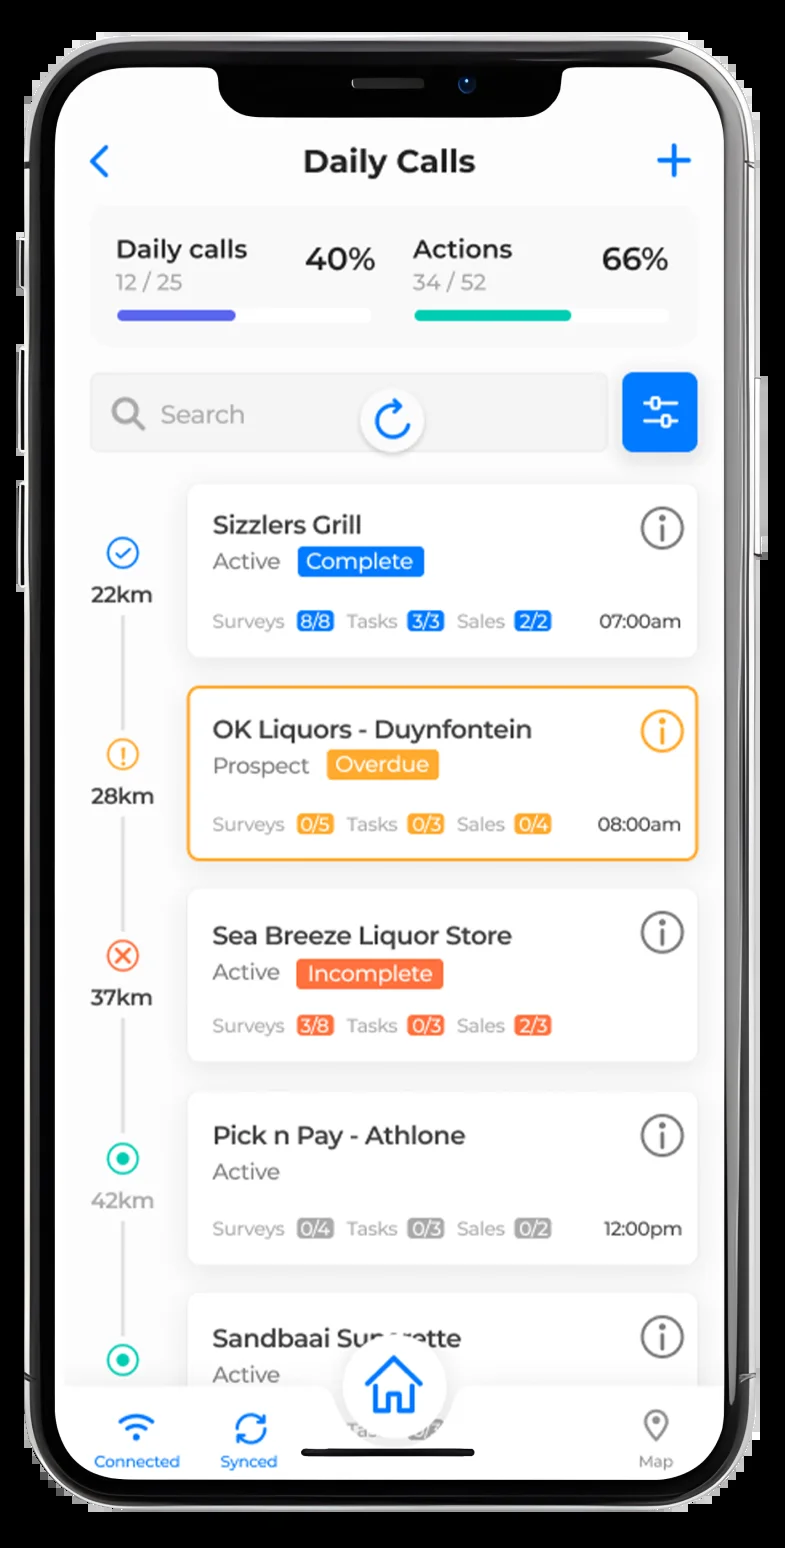 Daily Calls
Daily calls 40% Actions 66%
12 / 25 34 / 52
Search
Sizzlers Grill
Active Complete
22km
Surveys 8/8 Tasks 3/3 Sales 2/2 07:00am
OK Liquors - Duynfontein
Prospect Overdue
28km
Surveys 0/5 Tasks 0/3 Sales 0/4 08:00am
Sea Breeze Liquor Store
Active Incomplete
37km
Surveys 3/8 Tasks 0/3 Sales 2/3
Pick n Pay - Athlone
Active
42km
Surveys 0/4 Tasks 0/3 Sales 0/2 12:00pm
Sandbaai
Active
Connected Synced Map